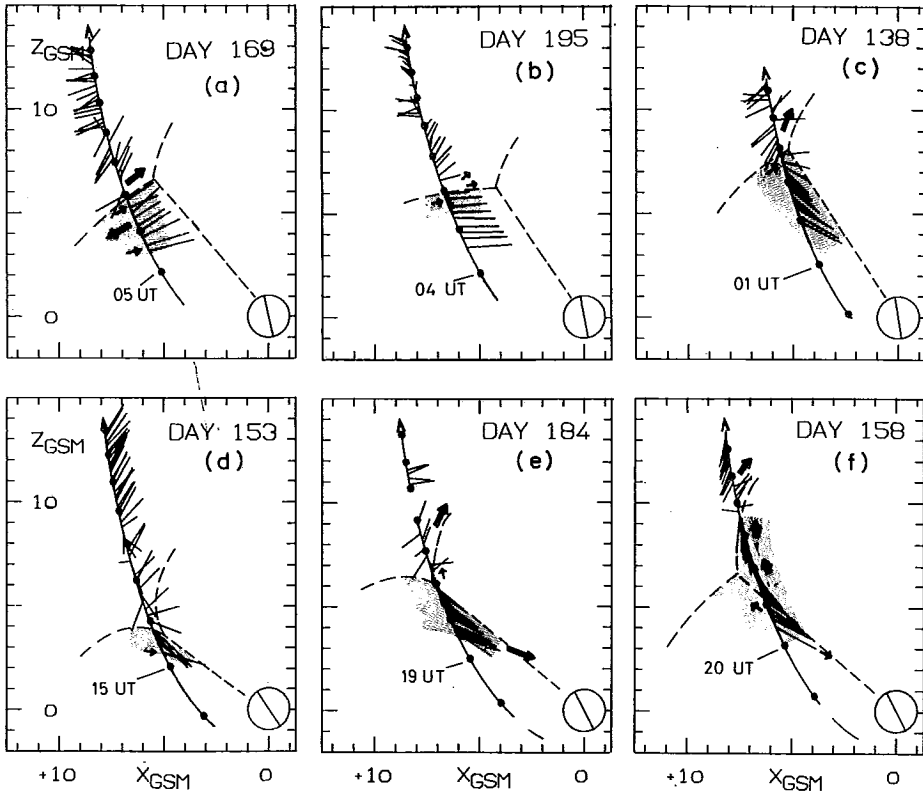 Z_GSM
DAY 169
(a)
DAY 195
(b)
DAY 138
(c)
10
05 UT
04 UT
01 UT
0
DAY 153
(d)
DAY 184
(e)
DAY 158
(f)
Z_GSM
10
15 UT
19 UT
20 UT
0
+10
X_GSM
0
+10
X_GSM
0
+10
X_GSM
0